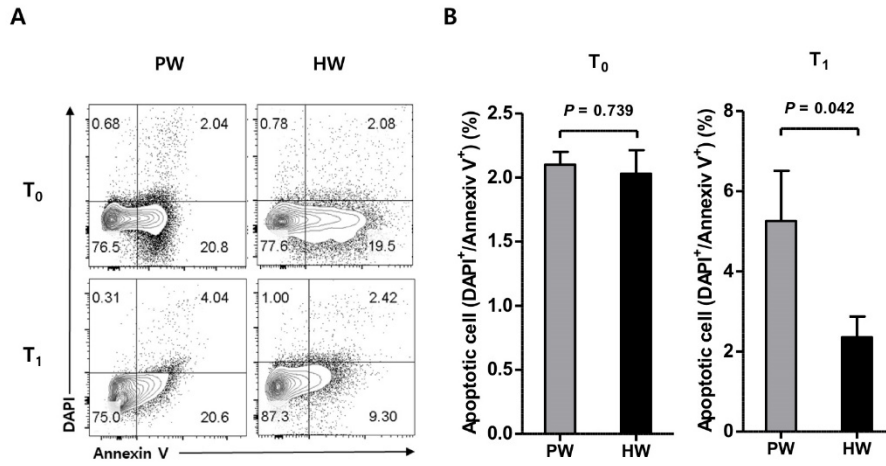 A
PW HW
T0
0.68 2.04
76.5 20.8
0.78 2.08
77.6 19.5
T1
0.31 4.04
75.0 20.6
1.00 2.42
87.3 9.30
DAPI
Annexin V
B
T0
P = 0.739
Apoptotic cell (DAPI+/Annexiv V+) (%)
2.5
2.0
1.5
1.0
0.5
0.0
PW HW
T1
P = 0.042
Apoptotic cell (DAPI+/Annexiv V+) (%)
8
6
4
2
0
PW HW